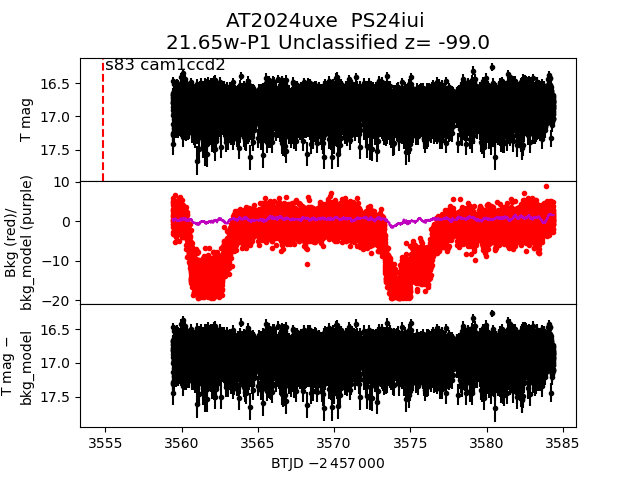 AT2024uxe  PS24iui
21.65w-P1 Unclassified z= -99.0
s83 cam1ccd2
16.5
17.0
17.5
T mag
10
0
−10
−20
Bkg (red)/
bkg_model (purple)
16.5
17.0
17.5
T mag −
bkg_model
3555 3560 3565 3570 3575 3580 3585
BTJD −2 457 000